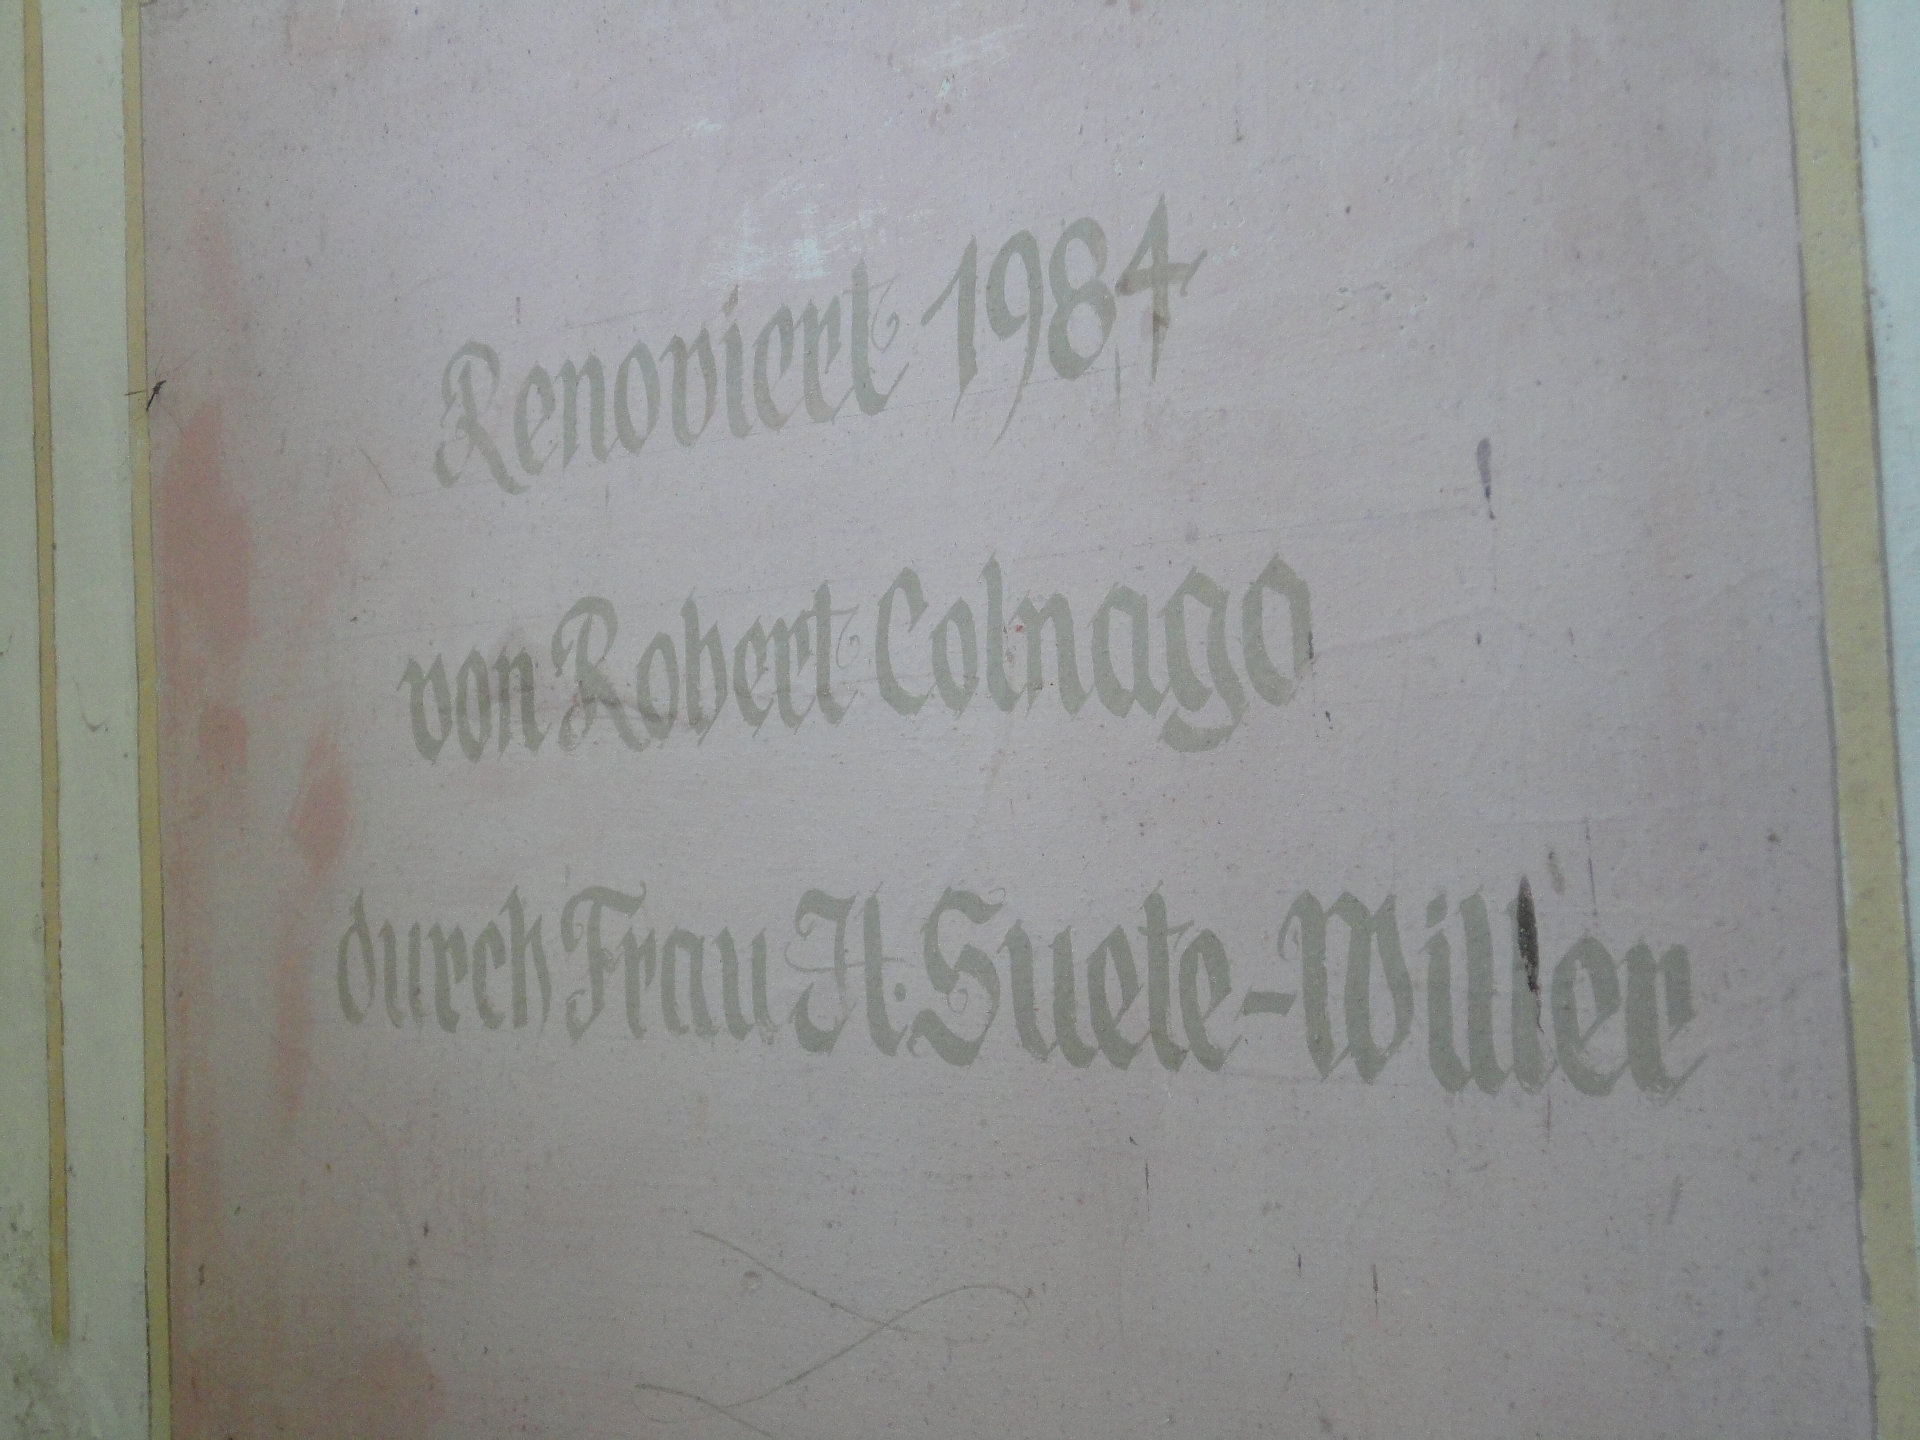 Renoviert 1984
von Robert Colnago
durch Frau H. Suete-Willer